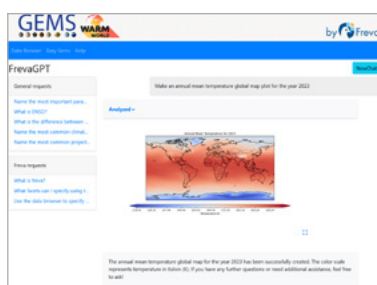 GEMS WARM WORLD
by Freva
Data Browser Easy Gems Help
FrevaGPT
NewChat
General requests
Make an annual mean temperature global map plot for the year 2023
Name the most important para...
What is ENSO?
What is the difference between ...
Name the most common climat...
Name the most common project...
Analyzed
Annual Mean Temperature for 2023
Freva requests
What is freva?
What facets can I specify using t...
Use the data browser to specify ...
Temperature
The annual mean temperature global map for the year 2023 has been successfully created. The color scale
represents temperature in Kelvin (K). If you have any further questions or need additional assistance, feel free
to ask!